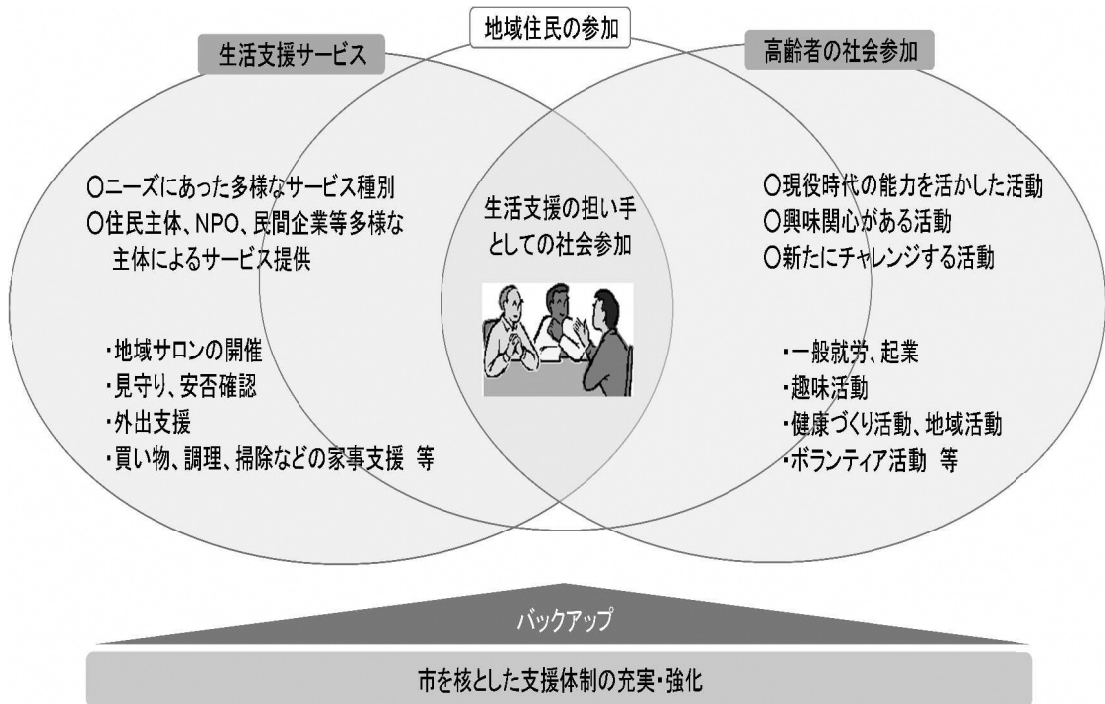 地域住民の参加
生活支援サービス
高齢者の社会参加
○ニーズにあった多様なサービス種別
○住民主体、NPO、民間企業等多様な
主体によるサービス提供
・地域サロンの開催
・見守り、安否確認
・外出支援
・買い物、調理、掃除などの家事支援 等
生活支援の担い手
としての社会参加
○現役時代の能力を活かした活動
○興味関心がある活動
○新たにチャレンジする活動
・一般就労、起業
・趣味活動
・健康づくり活動、地域活動
・ボランティア活動 等
バックアップ
市を核とした支援体制の充実・強化